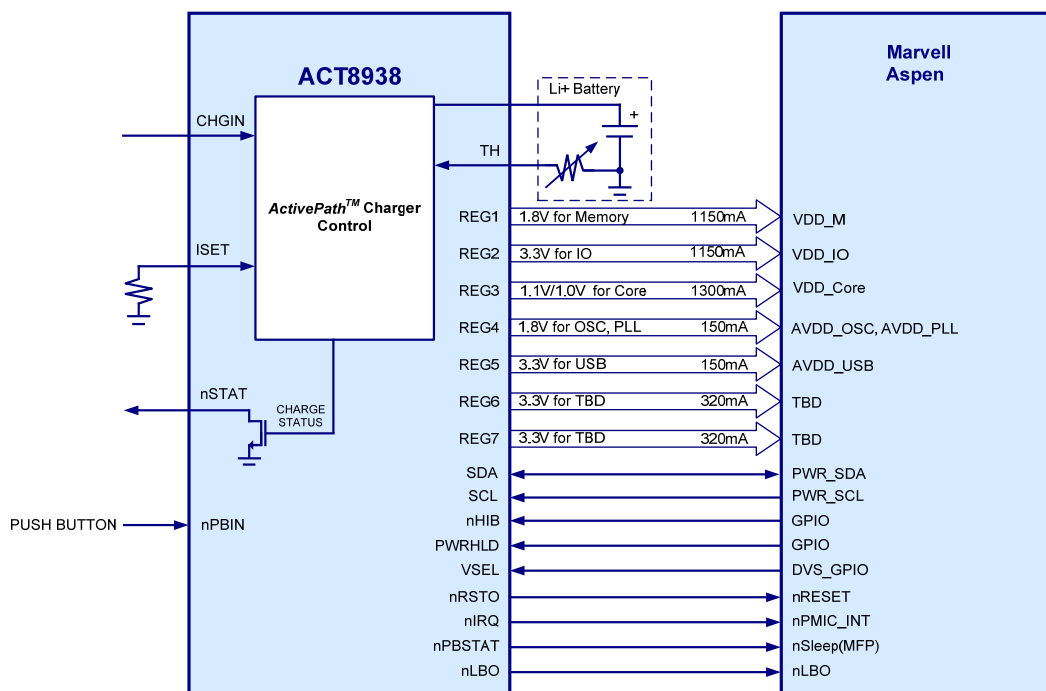 ACT8938
Marvell
Aspen
Li+ Battery
+
CHGIN
TH
ActivePath™ Charger
Control
ISET
REG1 1.8V for Memory 1150mA VDD_M
REG2 3.3V for IO 1150mA VDD_IO
REG3 1.1V/1.0V for Core 1300mA VDD_Core
REG4 1.8V for OSC, PLL 150mA AVDD_OSC, AVDD_PLL
REG5 3.3V for USB 150mA AVDD_USB
REG6 3.3V for TBD 320mA TBD
REG7 3.3V for TBD 320mA TBD
nSTAT
CHARGE
STATUS
SDA PWR_SDA
SCL PWR_SCL
PUSH BUTTON nPBIN
nHIB GPIO
PWRHLD GPIO
VSEL DVS_GPIO
nRSTO nRESET
nIRQ nPMIC_INT
nPBSTAT nSleep(MFP)
nLBO nLBO